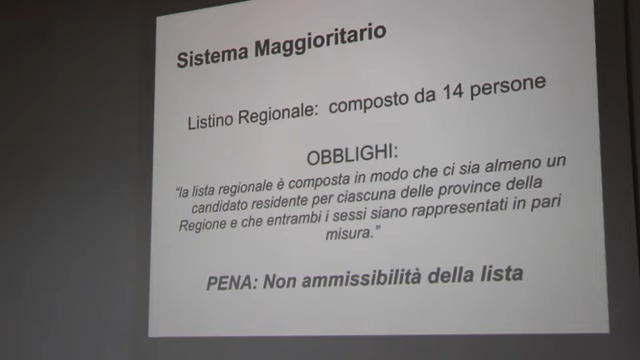 Sistema Maggioritario
Listino Regionale: composto da 14 persone
OBBLIGHI:
"la lista regionale è composta in modo che ci sia almeno un
candidato residente per ciascuna delle province della
Regione e che entrambi i sessi siano rappresentati in pari
misura."
PENA: Non ammissibilità della lista